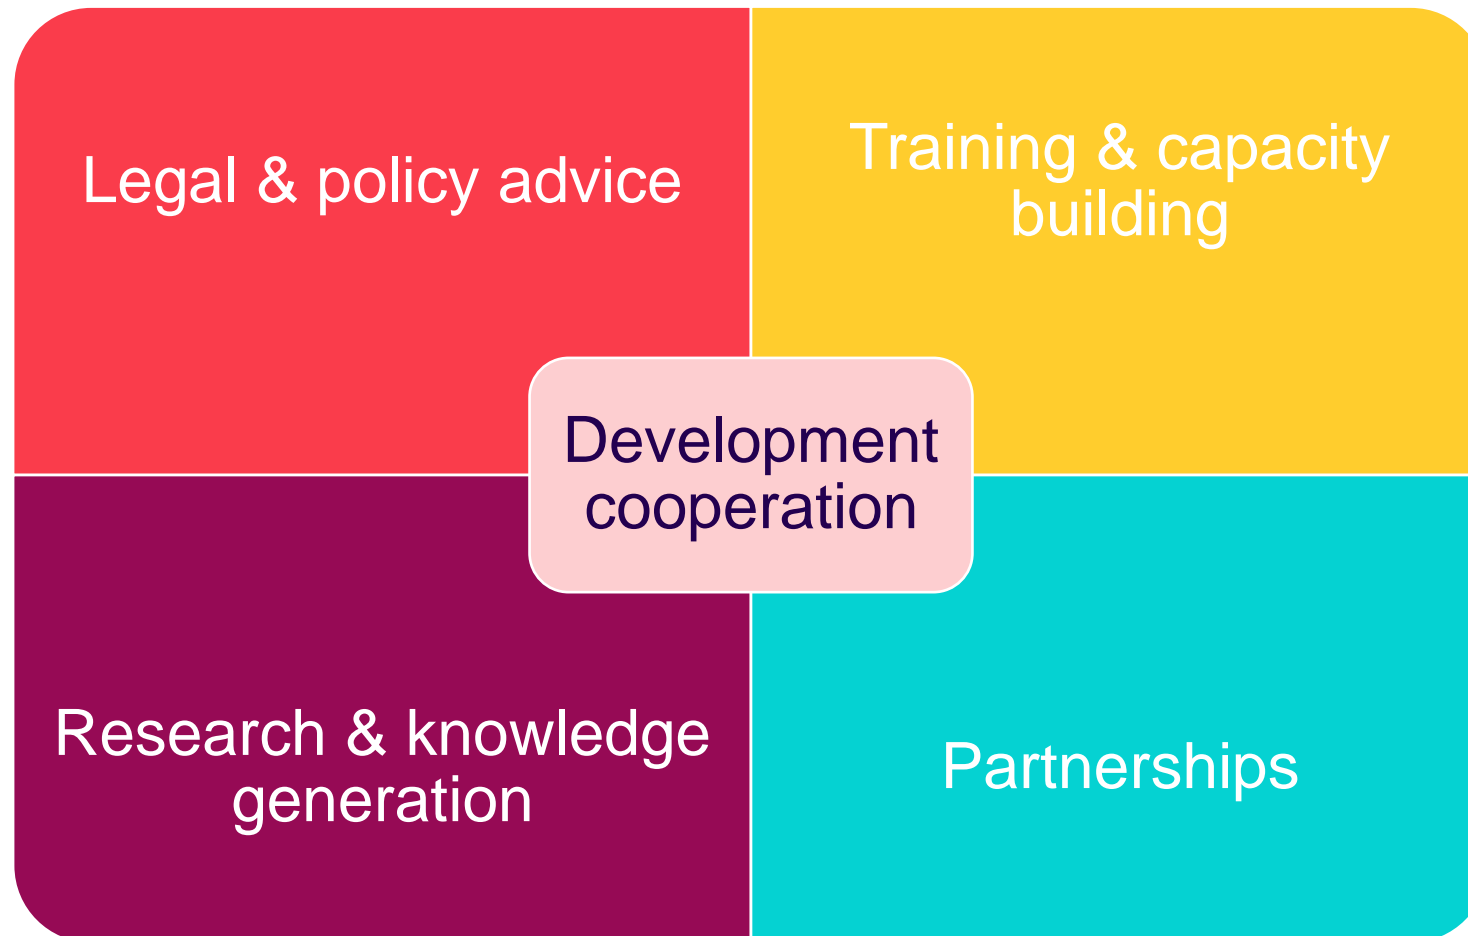 Legal & policy advice
Training & capacity
building
Development
cooperation
Research & knowledge
generation
Partnerships